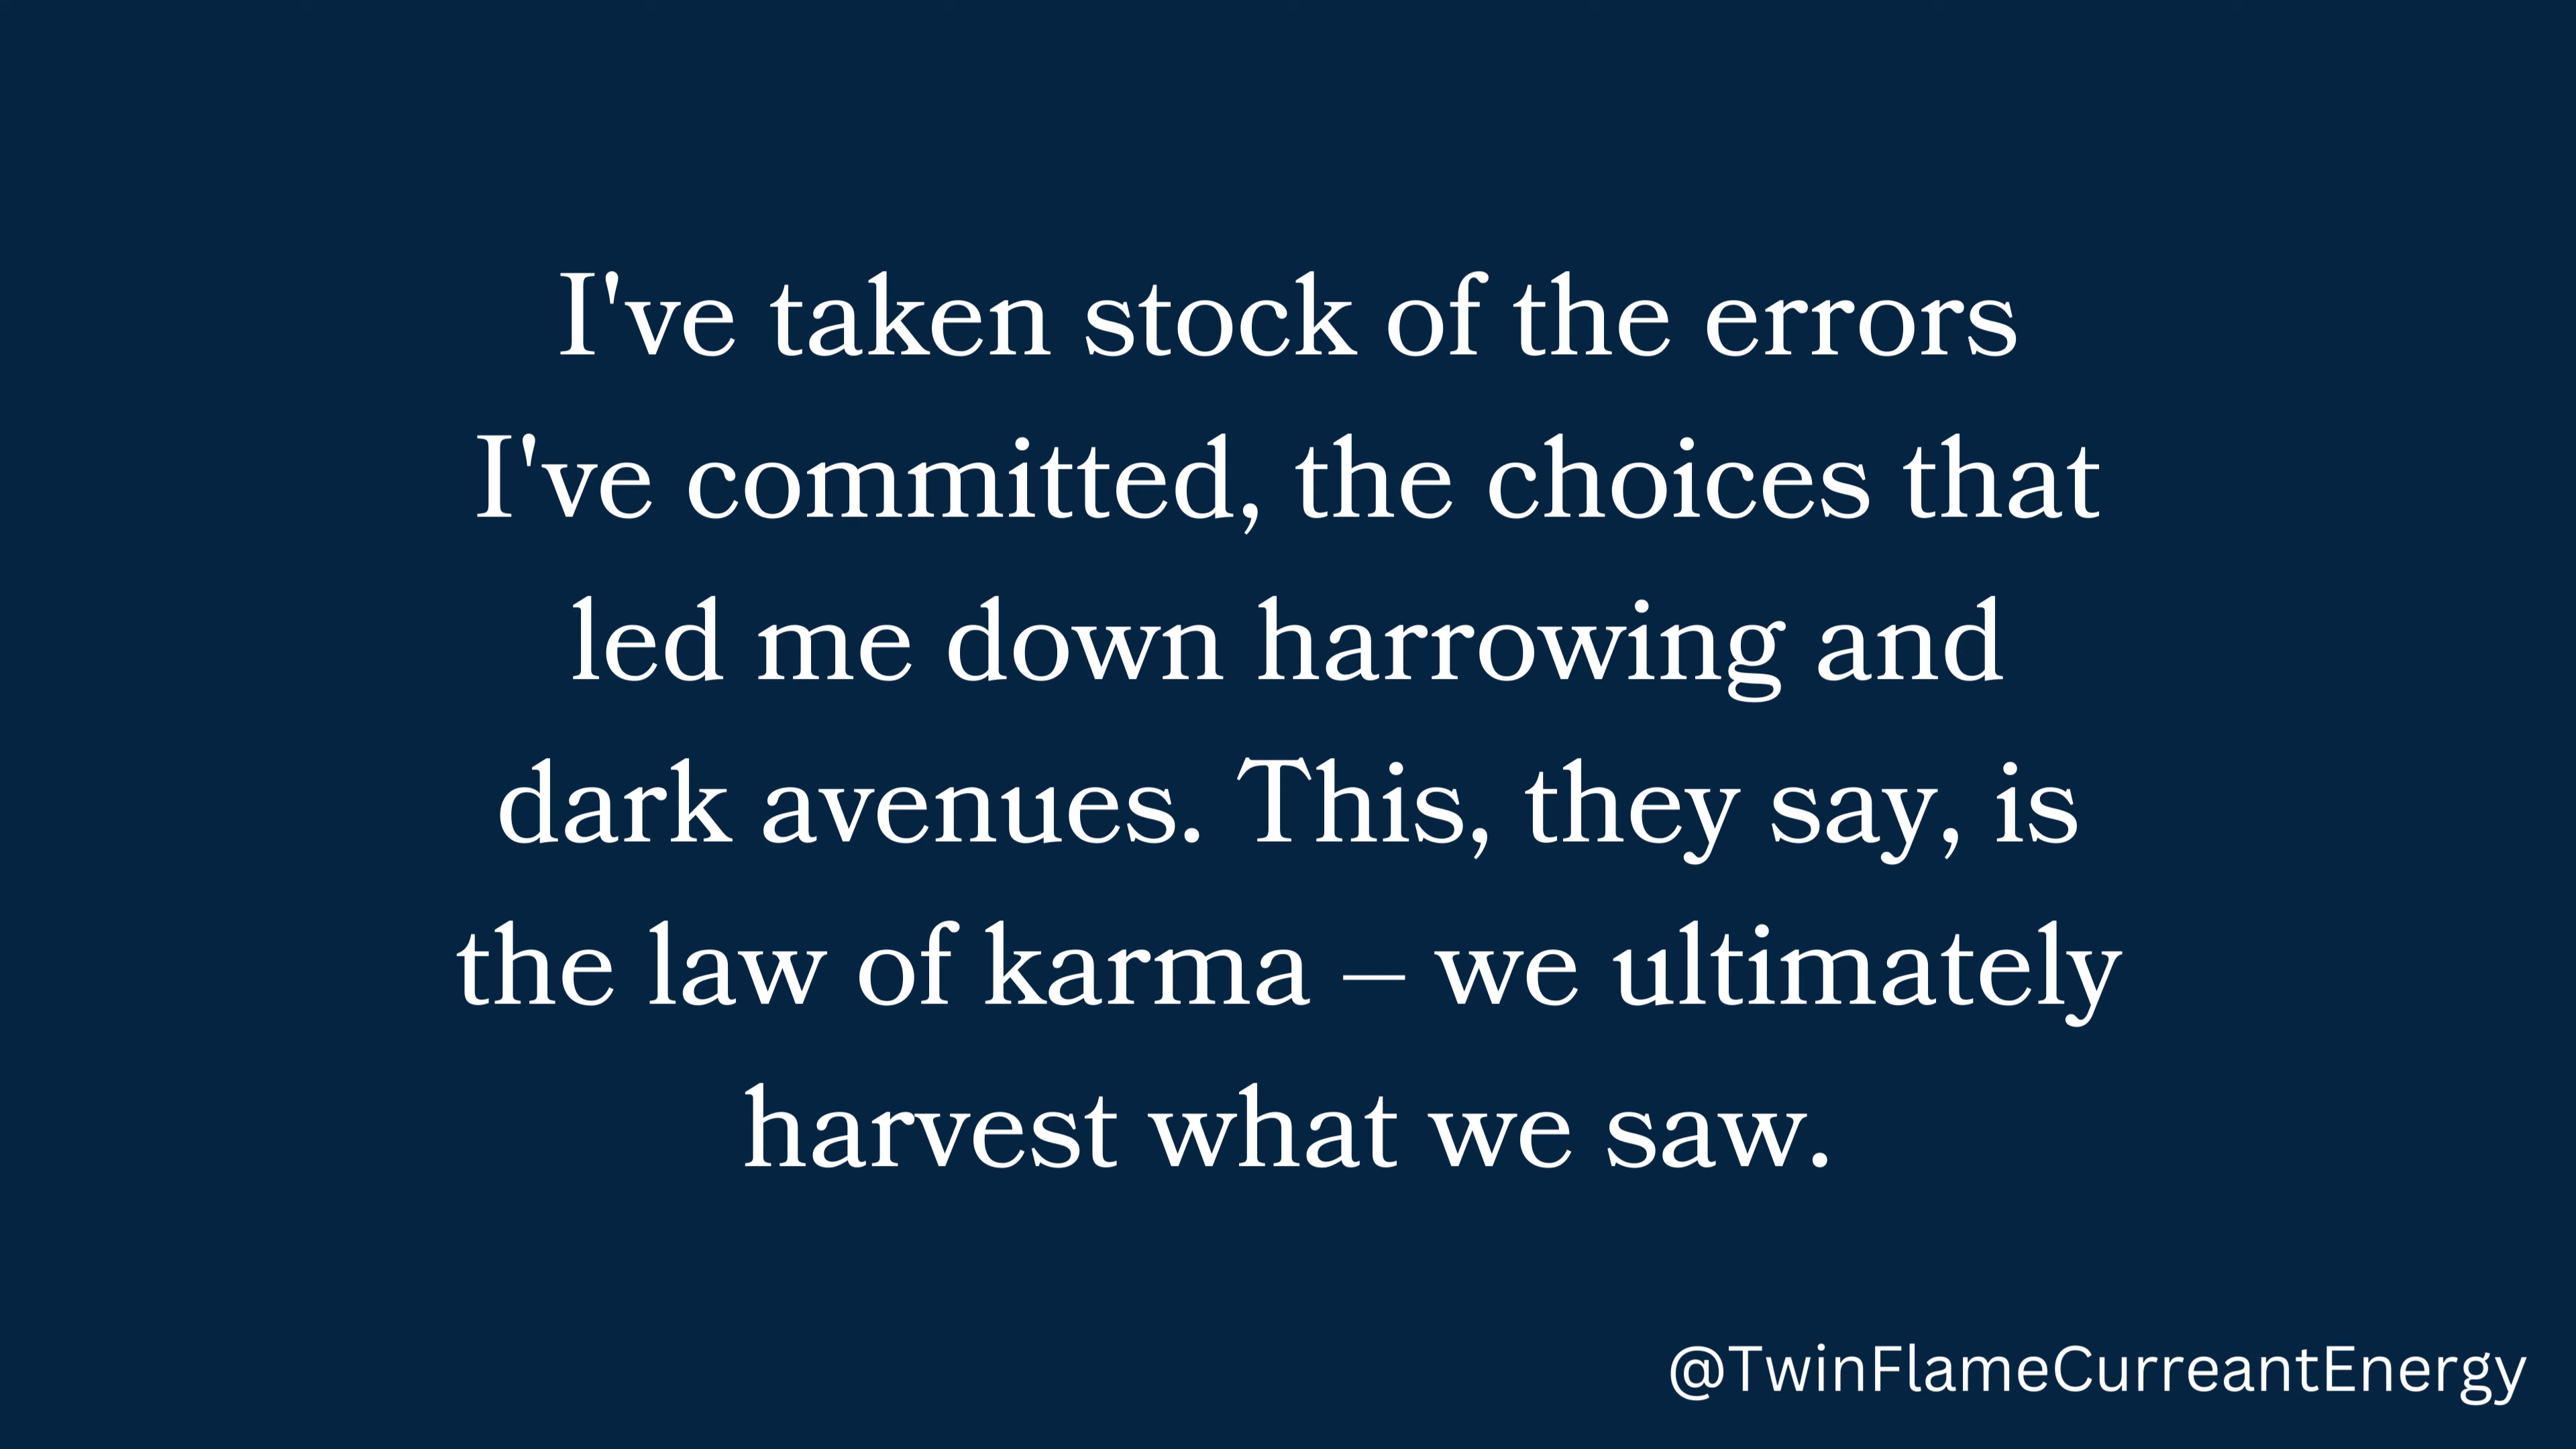 I've taken stock of the errors
I've committed, the choices that
led me down harrowing and
dark avenues. This, they say, is
the law of karma – we ultimately
harvest what we saw.
@TwinFlameCurreantEnergy